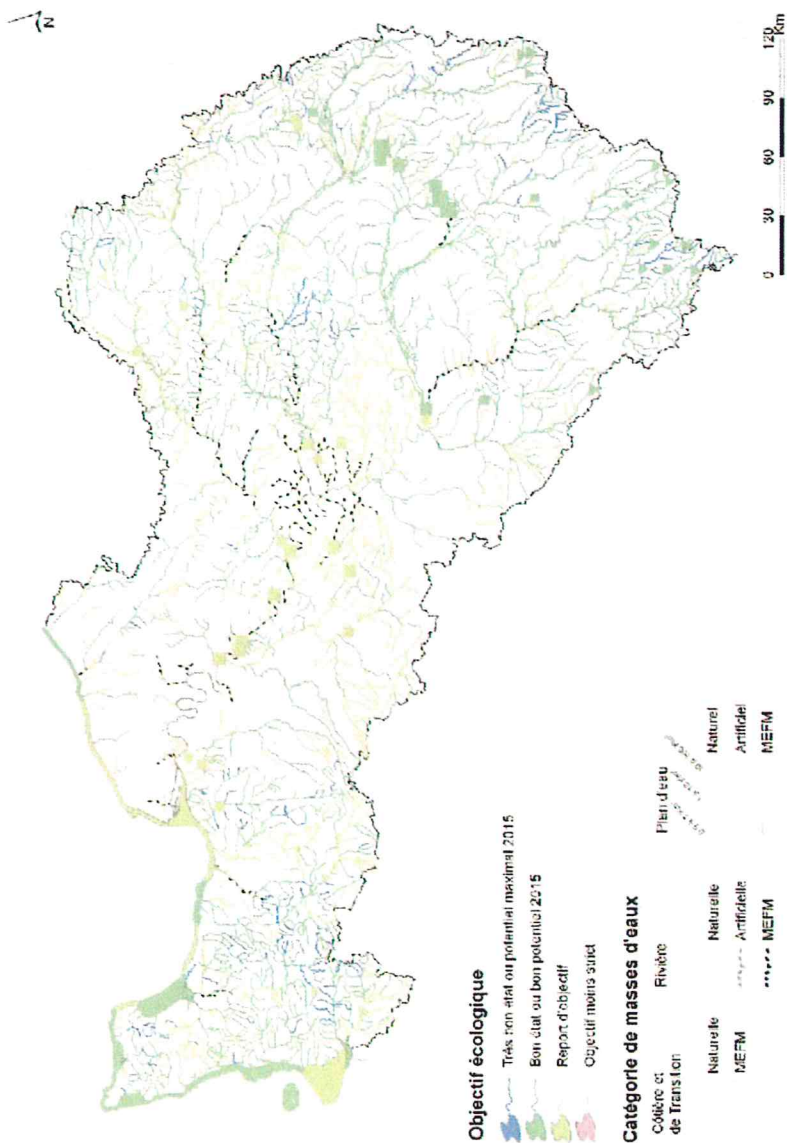 N
0 30 60 90 120
Km
Objectif écologique
Très bon état ou potentiel maximal 2015
Bon état ou bon potentiel 2015
Report d'objectif
Objectif moins strict
Catégorie de masses d'eaux
Côtière et de Transition
Naturelle
MEFM
Rivière
Naturelle
Artificielle
MEFM
Plan d'eau
Naturel
Artificiel
MEFM